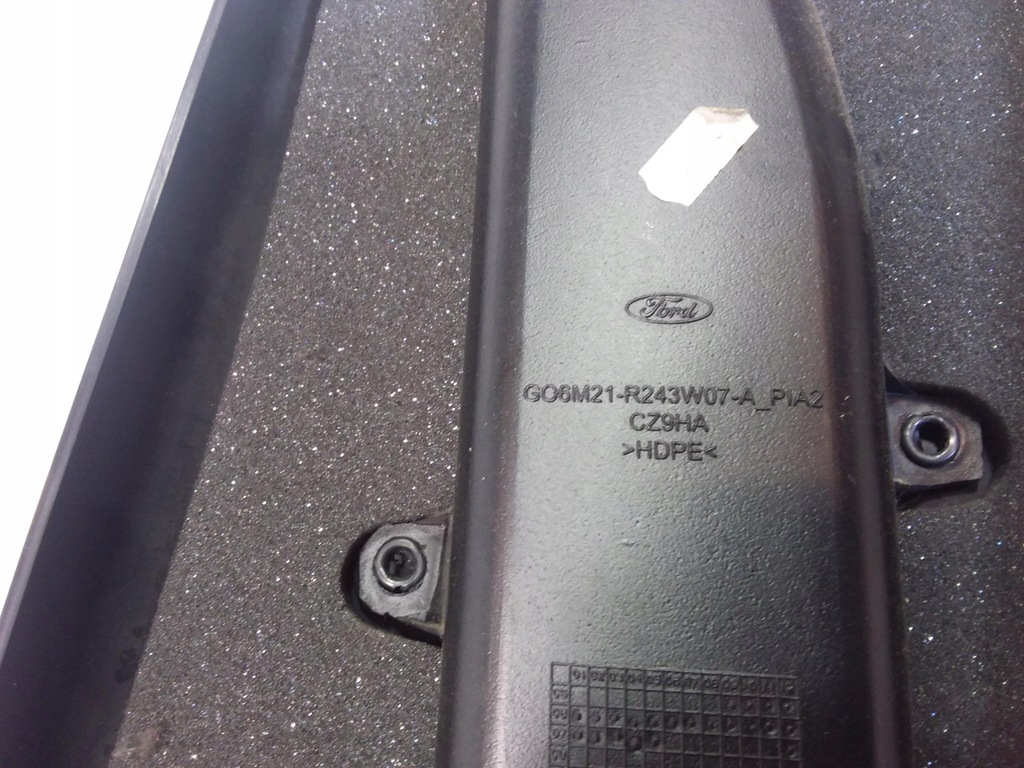 Ford
GO6M21-R243W07-A_PIA2
CZ9HA
>HDPE<